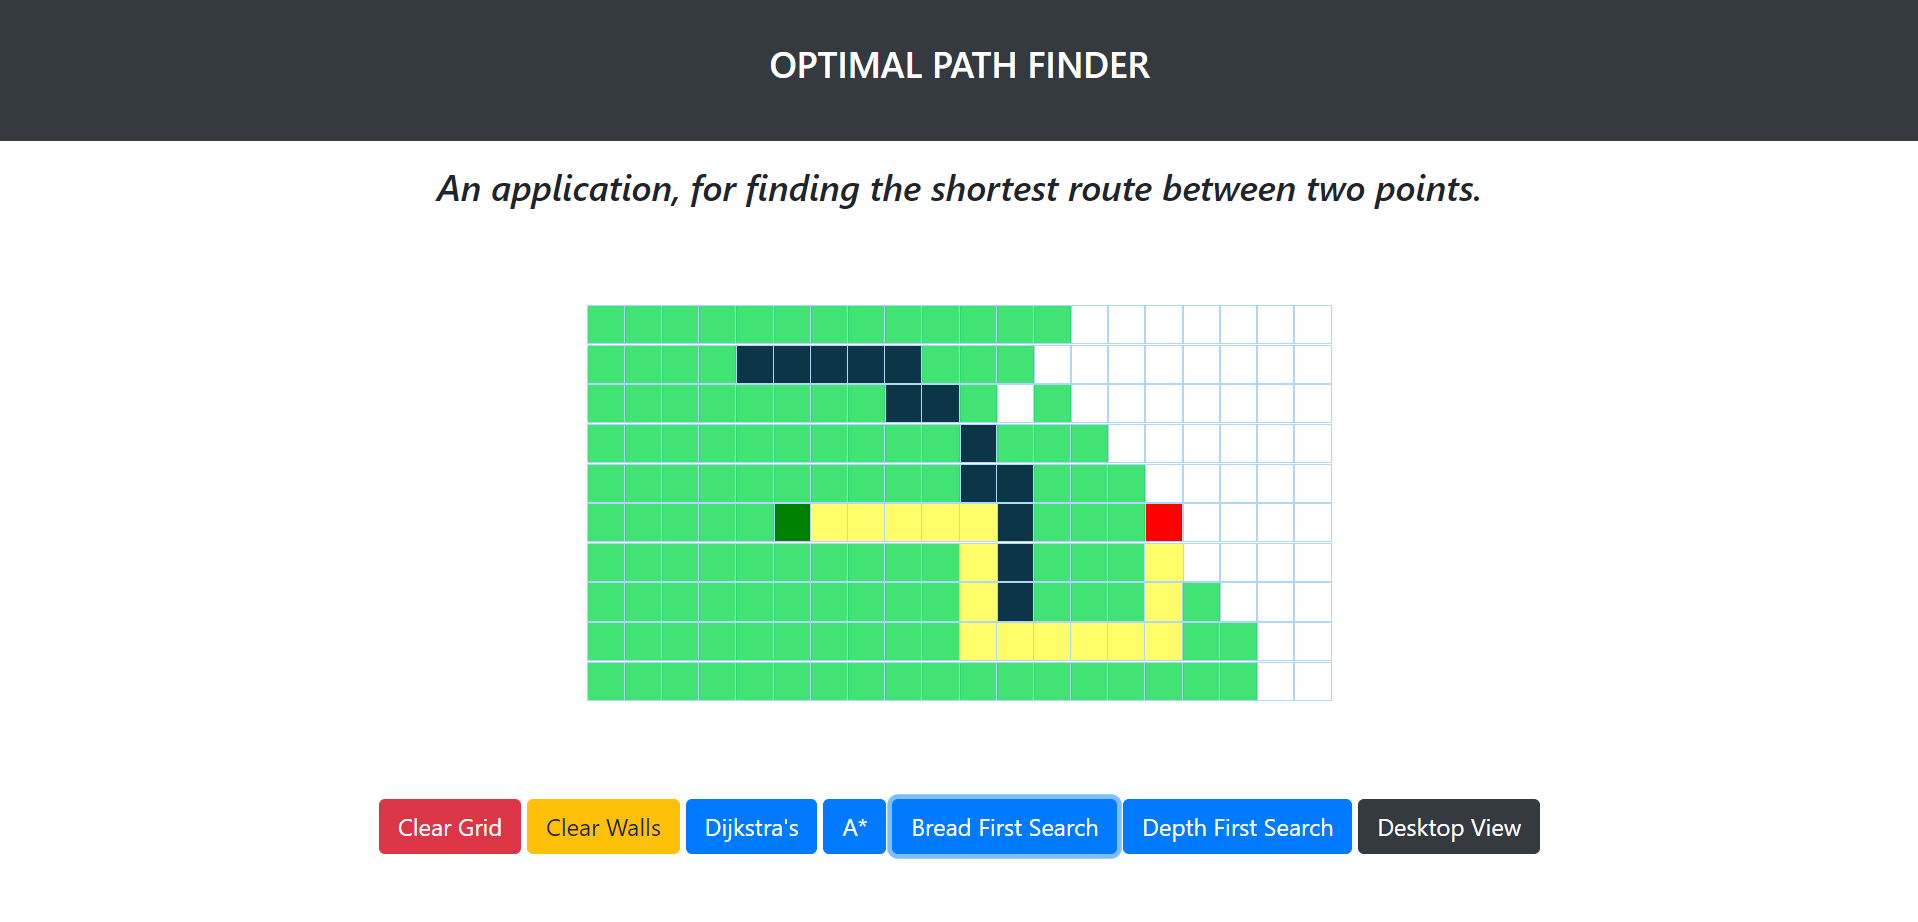 OPTIMAL PATH FINDER
An application, for finding the shortest route between two points.
Clear Grid
Clear Walls
Dijkstra's
A*
Bread First Search
Depth First Search
Desktop View